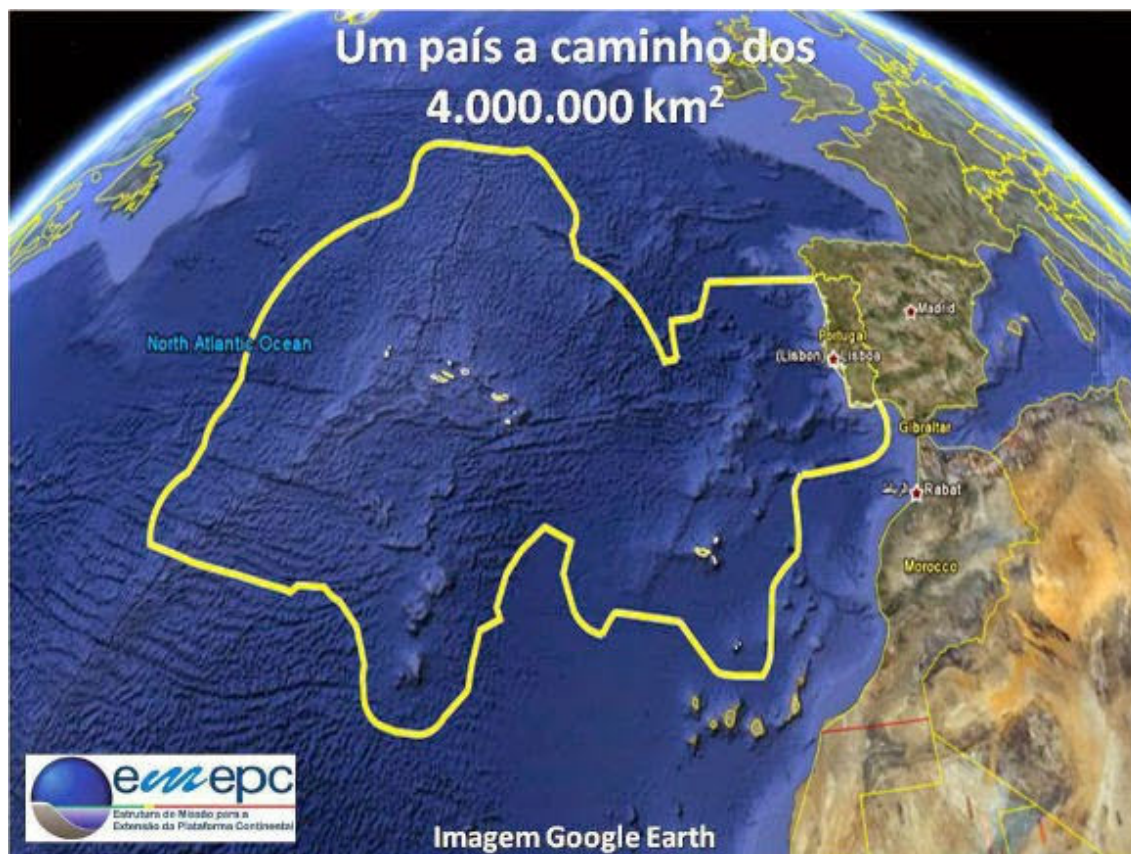 Um país a caminho dos
4.000.000 km²
North Atlantic Ocean
Madrid
Portugal
(Lisbon) Lisboa
Gibraltar
الرباط Rabat
Morocco
emepc
Estrutura de Missão para a
Extensão da Plataforma Continental
Imagem Google Earth